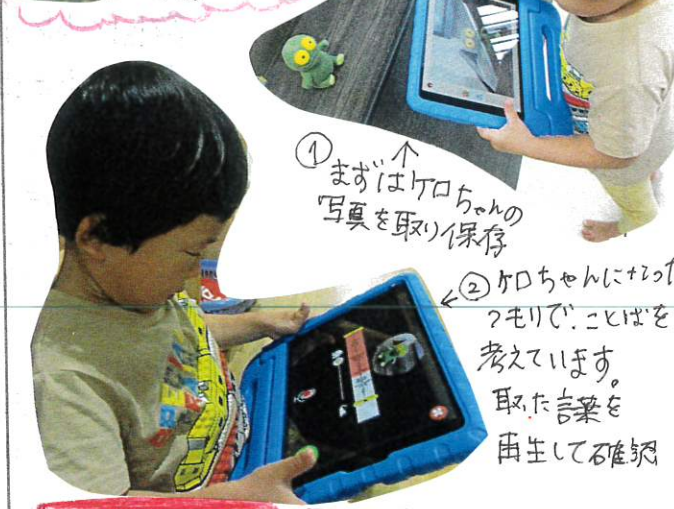 ① まずはケロちゃんの
写真を取り保存
② ケロちゃんになった
つもりで、ことばを
考えています。
取た言葉を
再生して確認